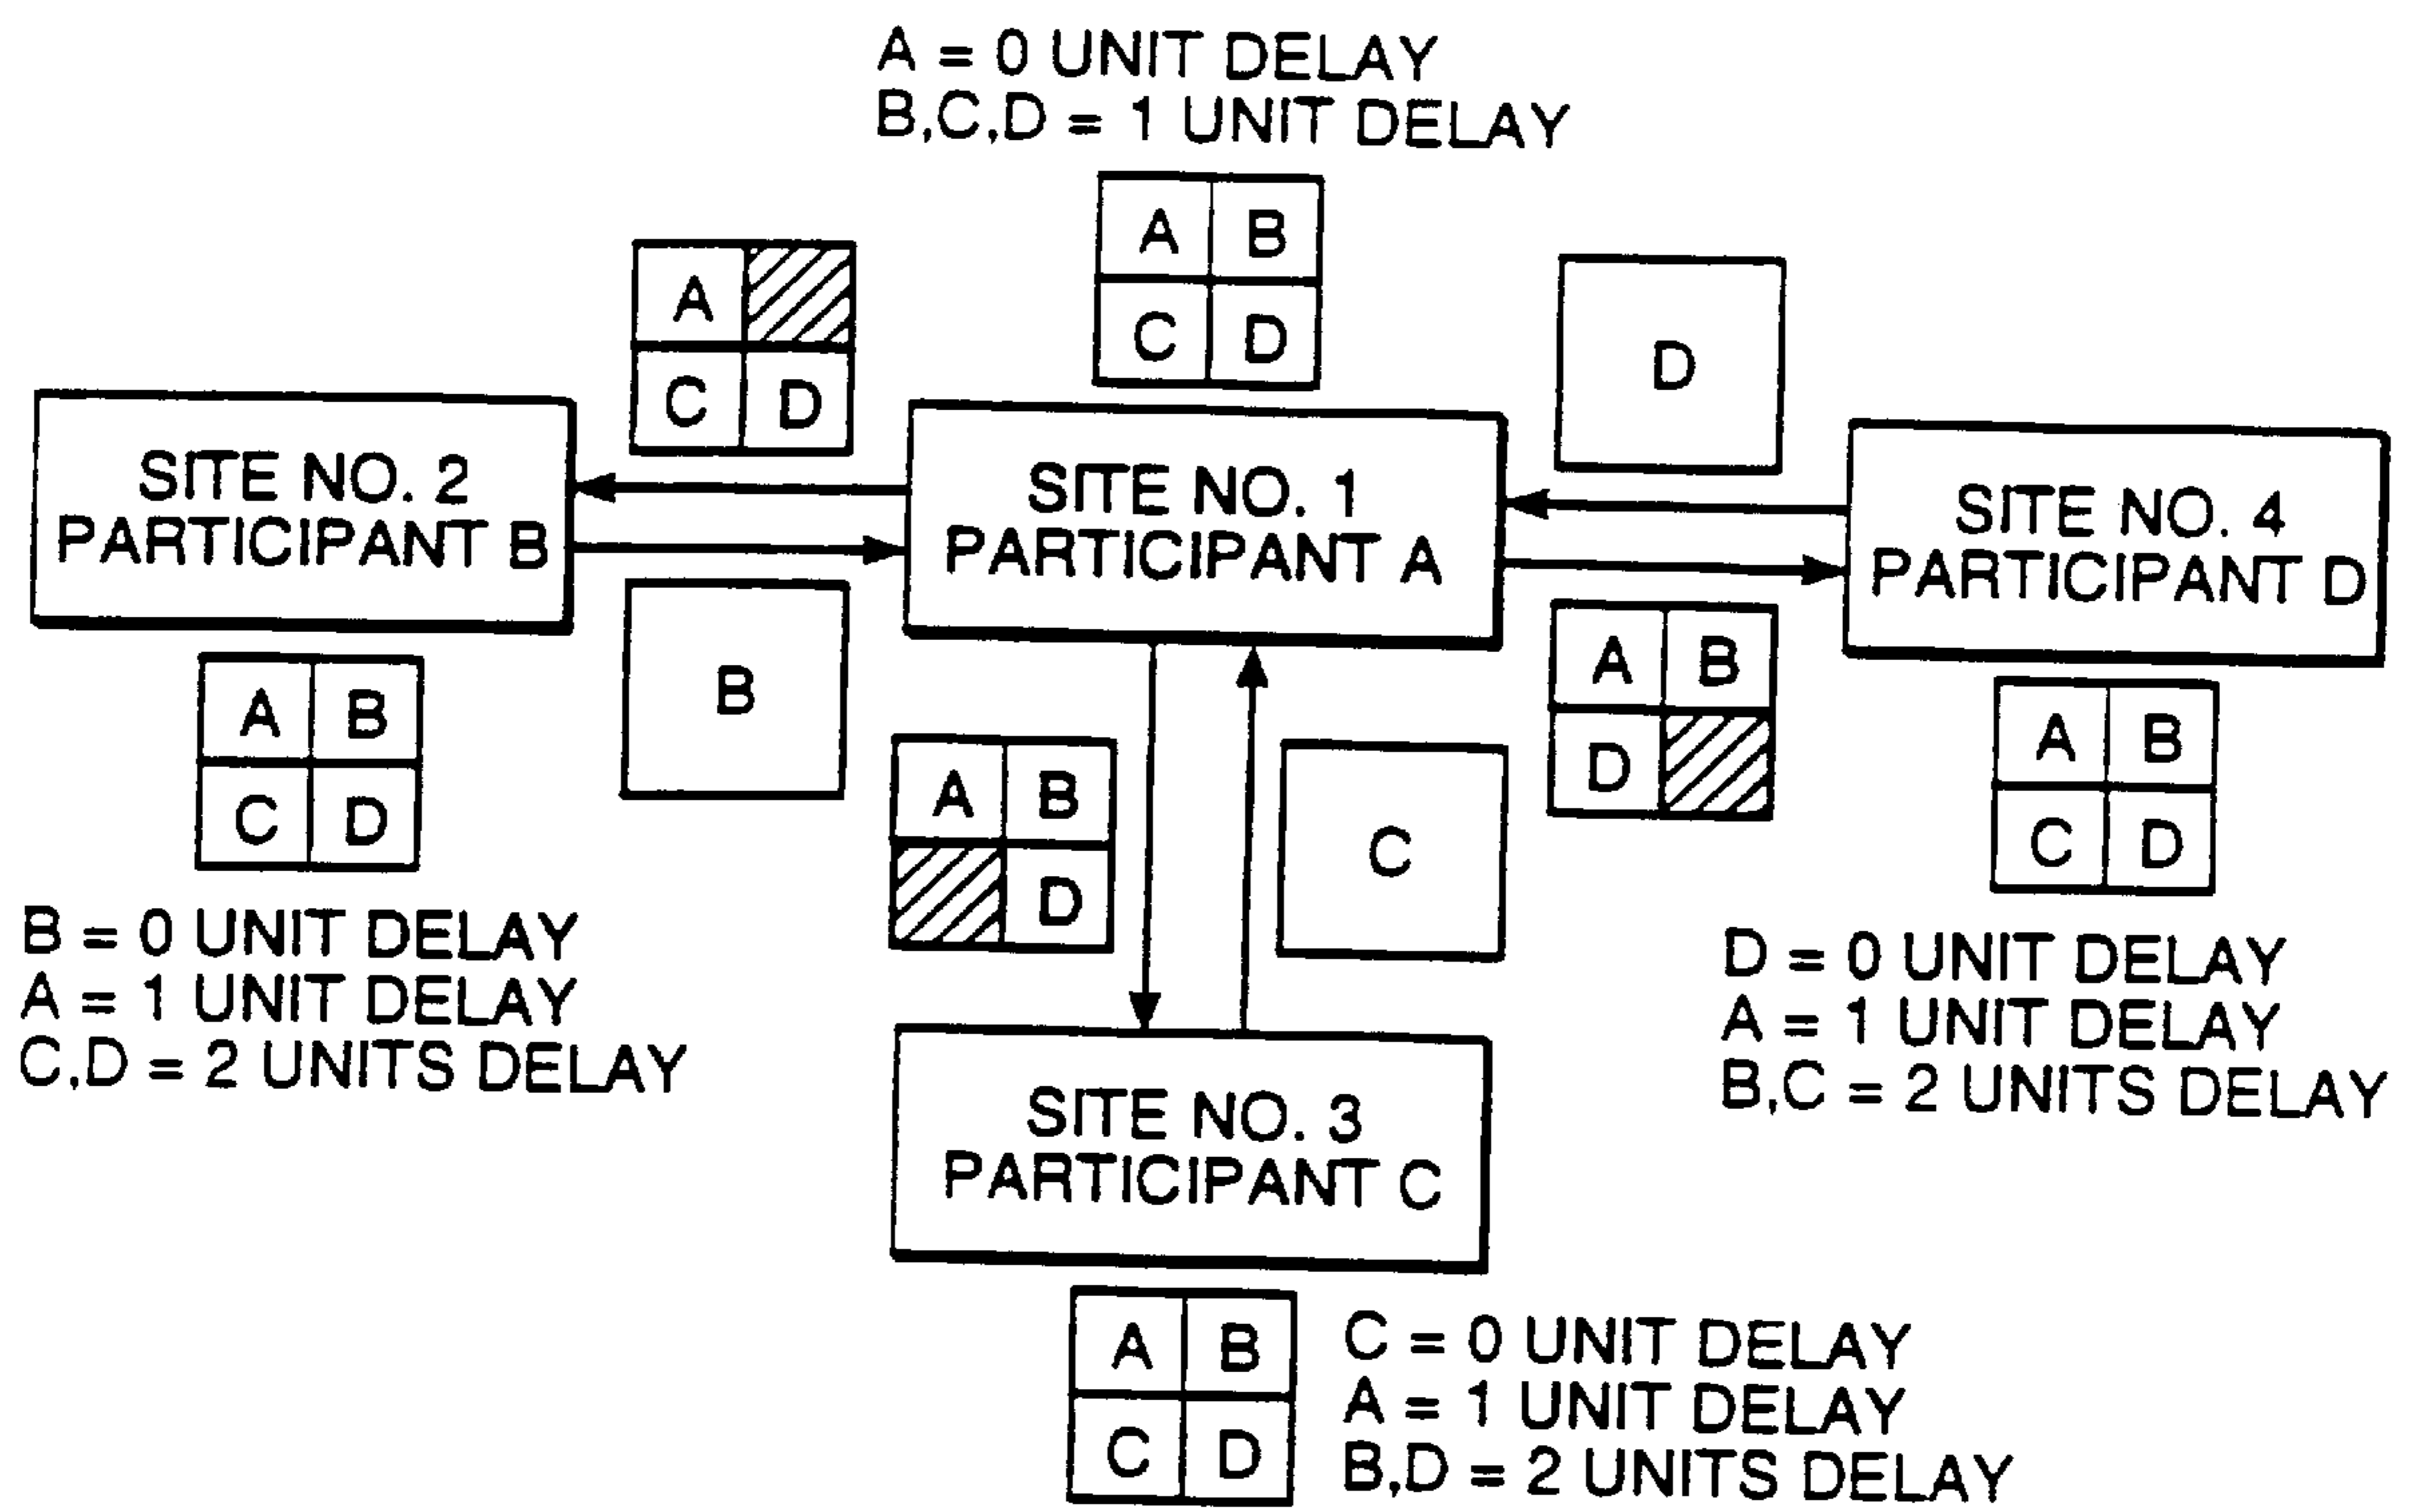 A = 0 UNIT DELAY
B,C,D = 1 UNIT DELAY
A B
C D
A
C D
D
SITE NO. 2
PARTICIPANT B
SITE NO. 1
PARTICIPANT A
SITE NO. 4
PARTICIPANT D
A B
C D
B
A B
D
C
A B
D
A B
C D
B = 0 UNIT DELAY
A = 1 UNIT DELAY
C,D = 2 UNITS DELAY
D = 0 UNIT DELAY
A = 1 UNIT DELAY
B,C = 2 UNITS DELAY
SITE NO. 3
PARTICIPANT C
A B
C D
C = 0 UNIT DELAY
A = 1 UNIT DELAY
B,D = 2 UNITS DELAY